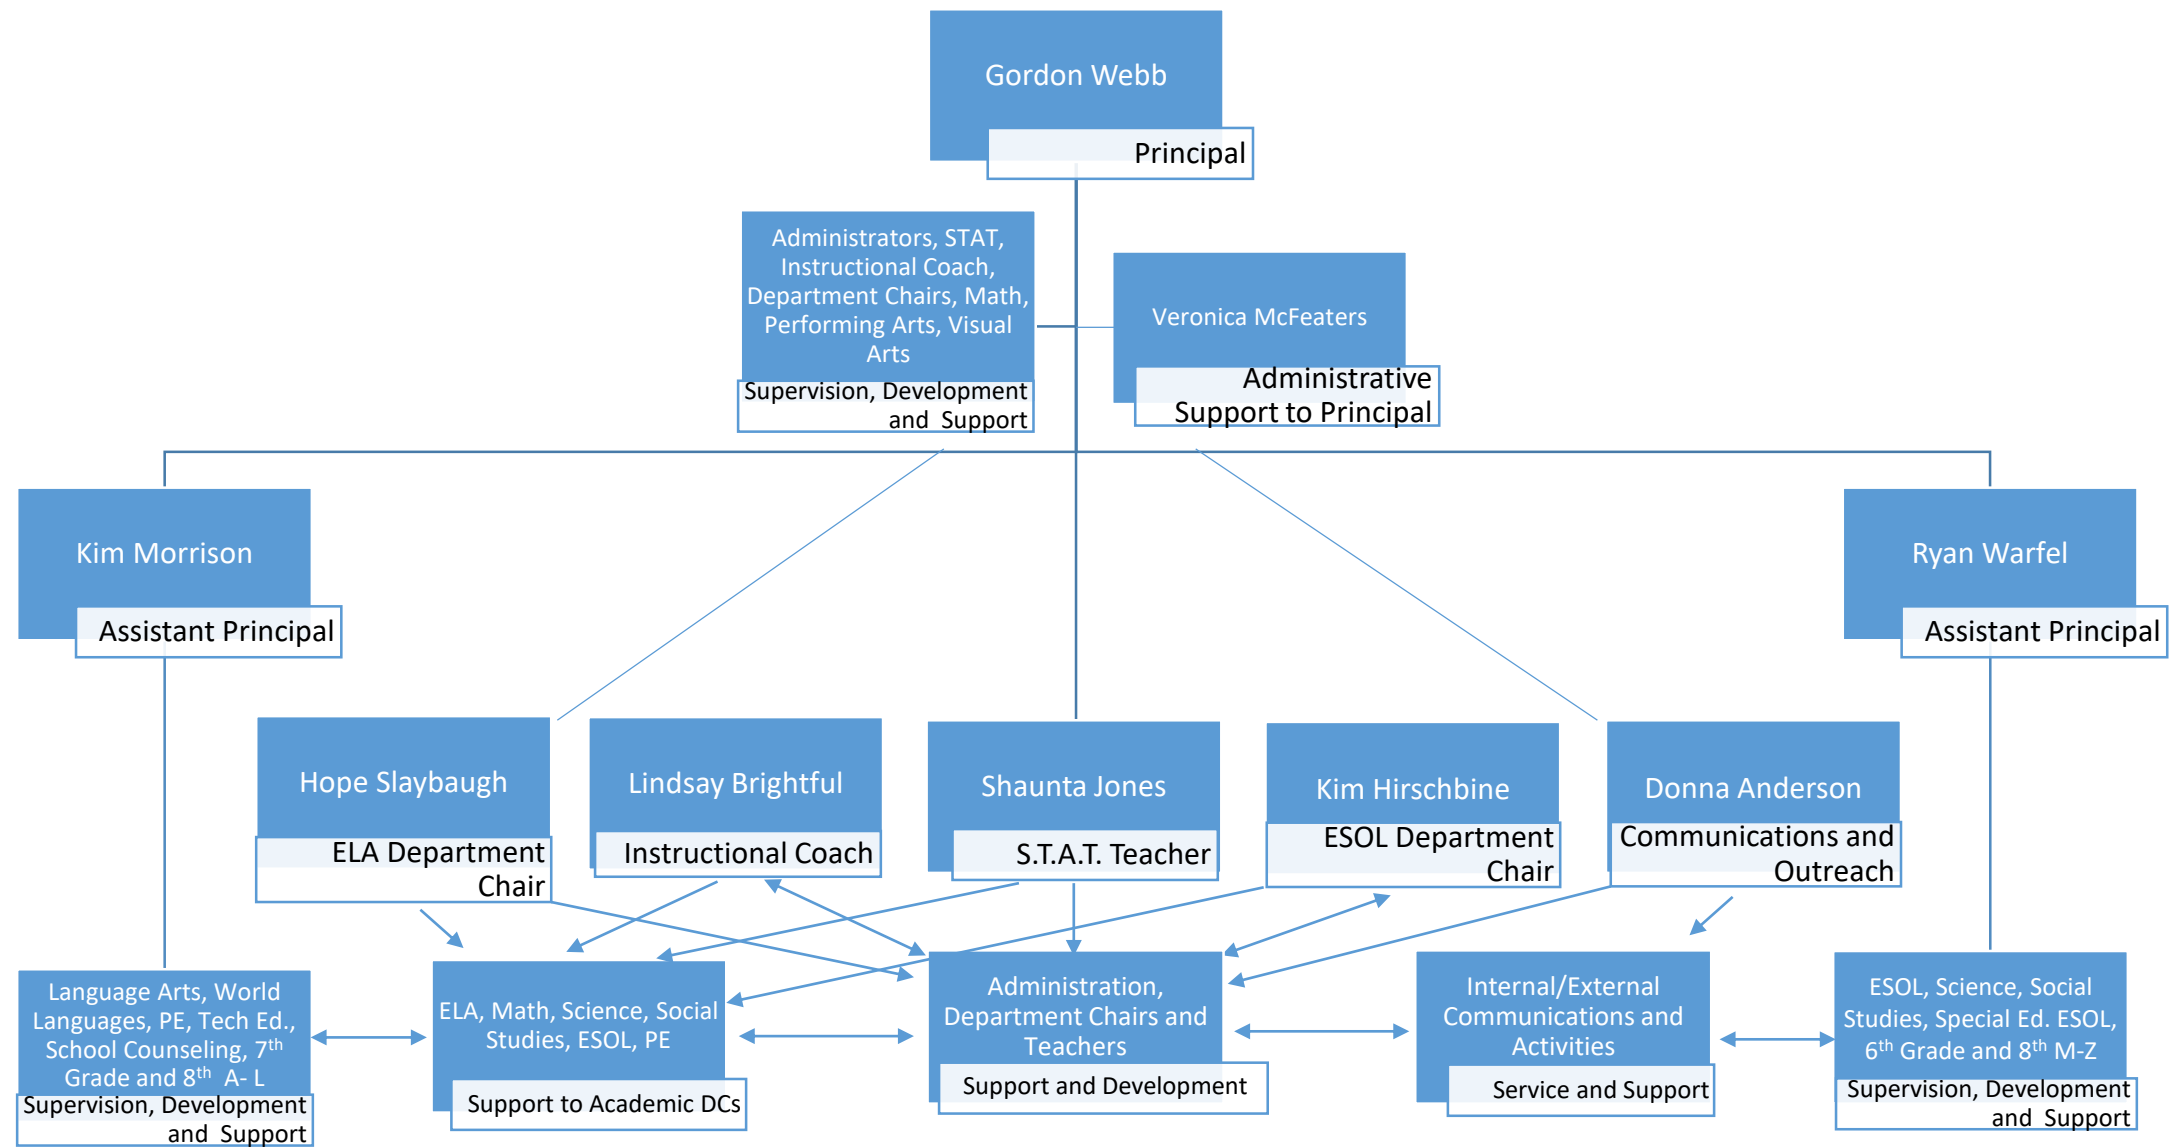 Gordon Webb
Principal
Administrators, STAT,
Instructional Coach,
Department Chairs, Math,
Performing Arts, Visual
Arts
Supervision, Development
and Support
Veronica McFeaters
Administrative
Support to Principal
Kim Morrison
Assistant Principal
Ryan Warfel
Assistant Principal
Hope Slaybaugh
ELA Department
Chair
Lindsay Brightful
Instructional Coach
Shaunta Jones
S.T.A.T. Teacher
Kim Hirschbine
ESOL Department
Chair
Donna Anderson
Communications and
Outreach
Language Arts, World
Languages, PE, Tech Ed.,
School Counseling, 7th
Grade and 8th A- L
Supervision, Development
and Support
ELA, Math, Science, Social
Studies, ESOL, PE
Support to Academic DCs
Administration,
Department Chairs and
Teachers
Support and Development
Internal/External
Communications and
Activities
Service and Support
ESOL, Science, Social
Studies, Special Ed. ESOL,
6th Grade and 8th M-Z
Supervision, Development
and Support